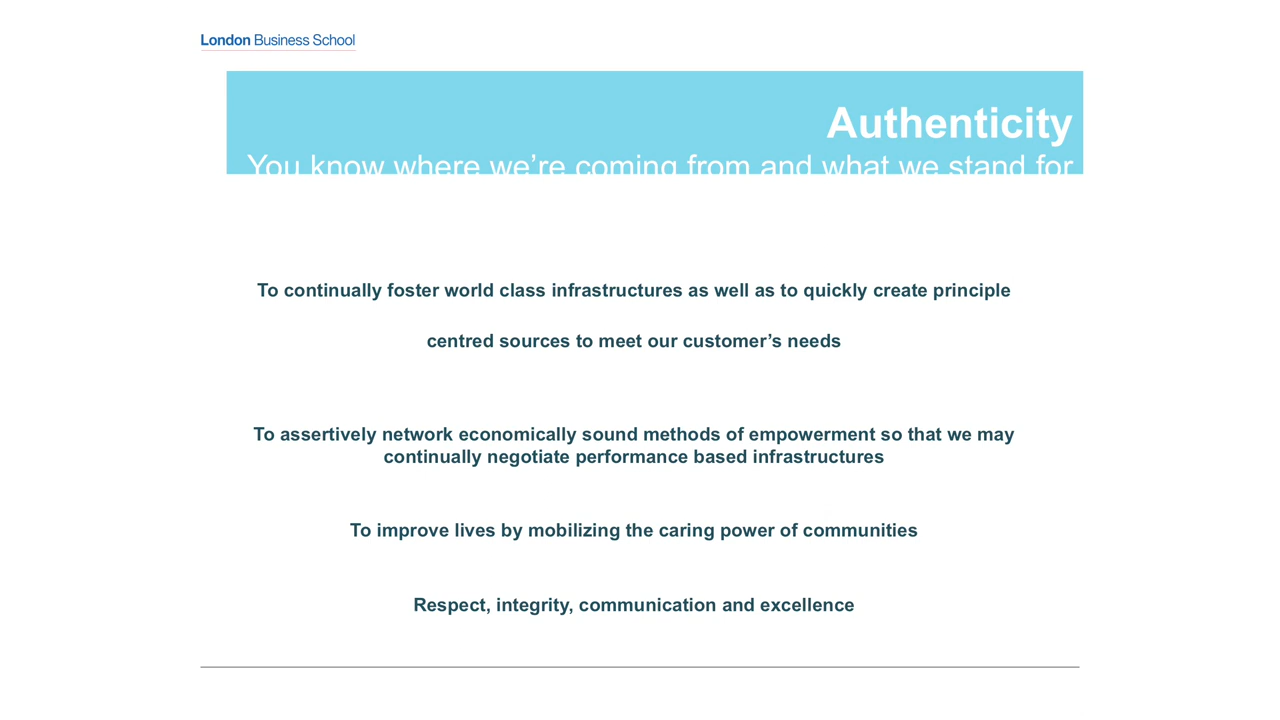 London Business School
Authenticity
You know where we’re coming from and what we stand for
To continually foster world class infrastructures as well as to quickly create principle
centred sources to meet our customer’s needs
To assertively network economically sound methods of empowerment so that we may
continually negotiate performance based infrastructures
To improve lives by mobilizing the caring power of communities
Respect, integrity, communication and excellence